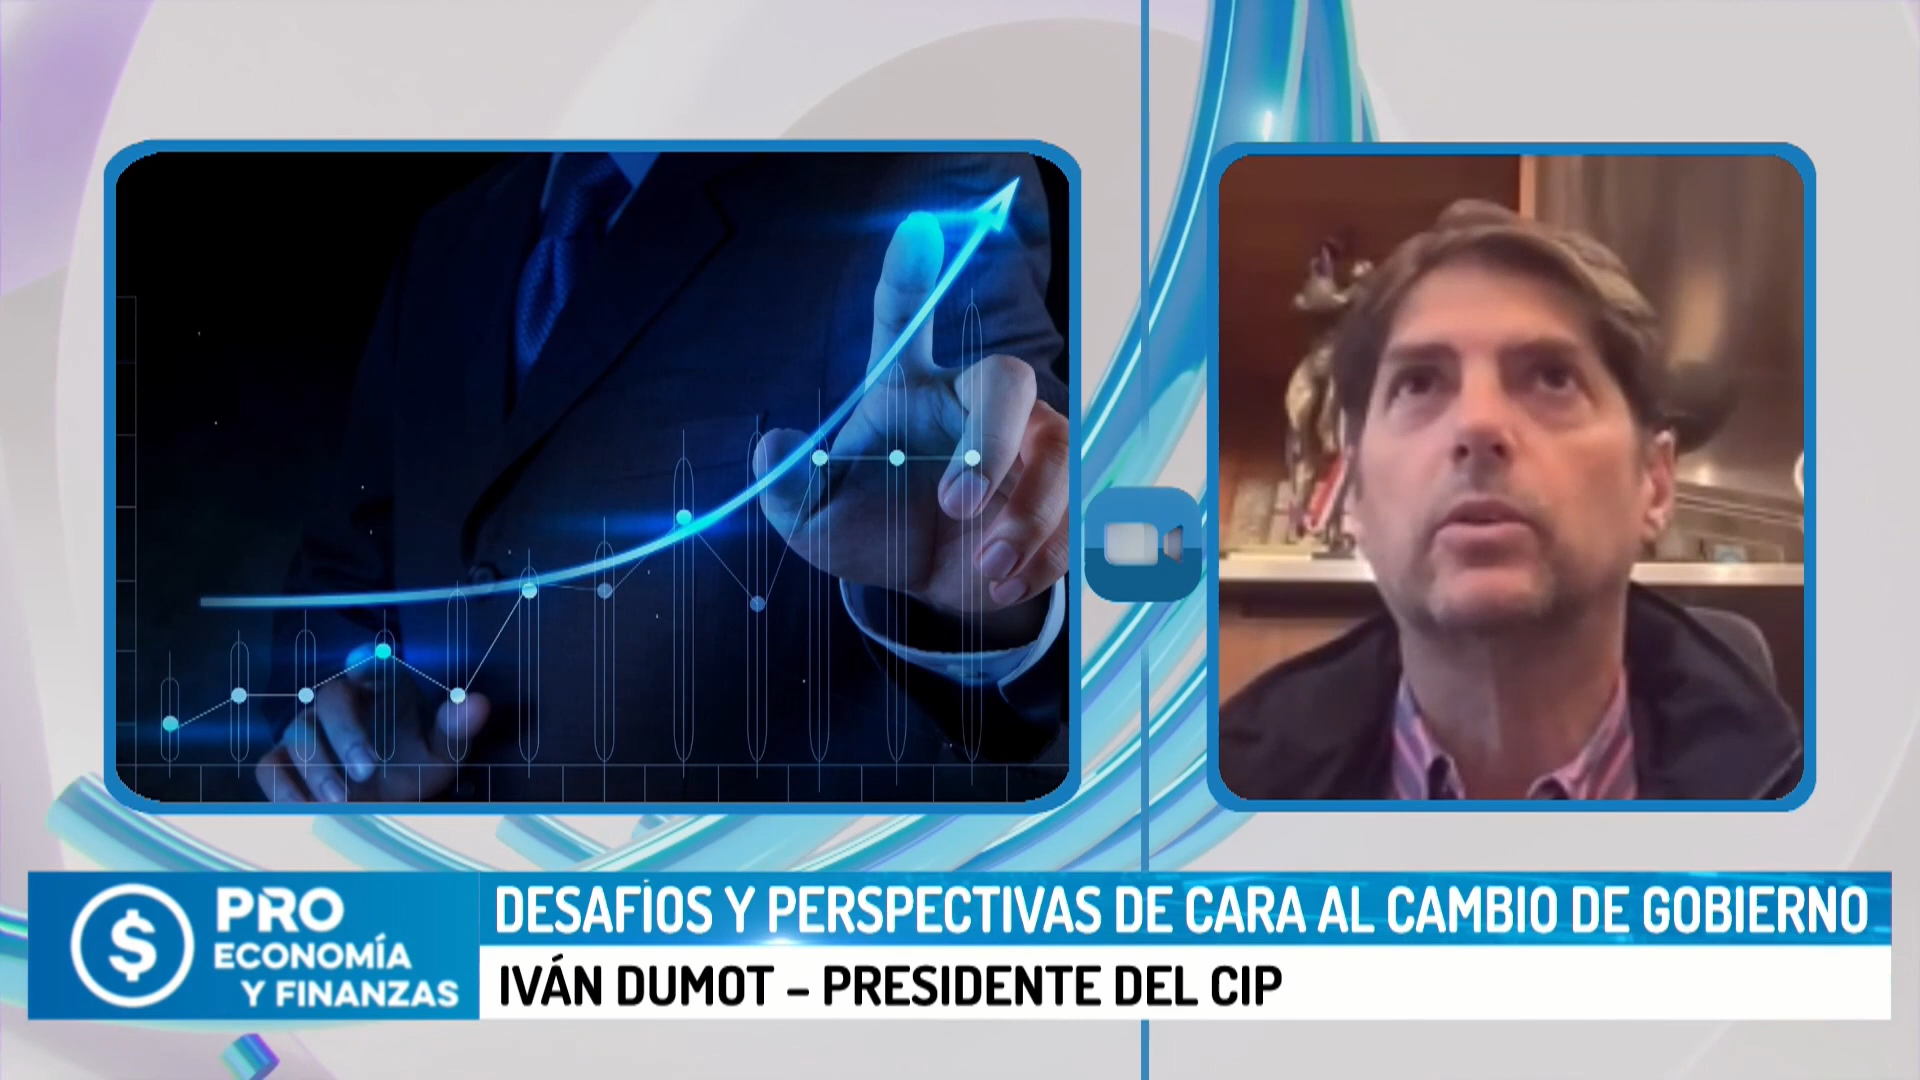 $
PRO
ECONOMÍA
Y FINANZAS
DESAFÍOS Y PERSPECTIVAS DE CARA AL CAMBIO DE GOBIERNO
IVÁN DUMOT – PRESIDENTE DEL CIP